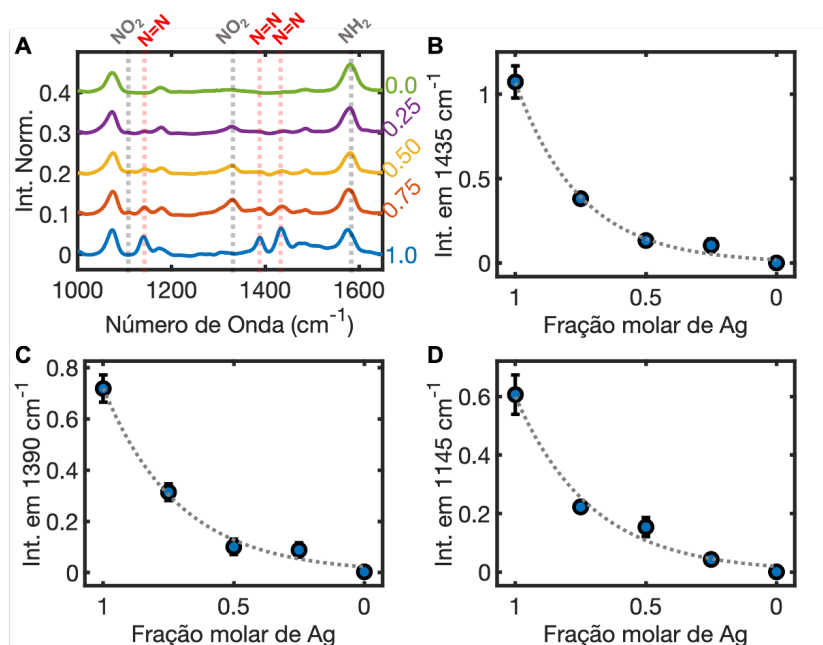 A
NO₂
N=N
NO₂
N=N
N=N
NH₂
Int. Norm.
0.4
0.3
0.2
0.1
0
0.0
0.25
0.50
0.75
1.0
1000
1200
1400
1600
Número de Onda (cm⁻¹)
B
Int. em 1435 cm⁻¹
1
0.5
0
1
0.5
0
Fração molar de Ag
C
Int. em 1390 cm⁻¹
0.8
0.6
0.4
0.2
0
1
0.5
0
Fração molar de Ag
D
Int. em 1145 cm⁻¹
0.6
0.4
0.2
0
1
0.5
0
Fração molar de Ag